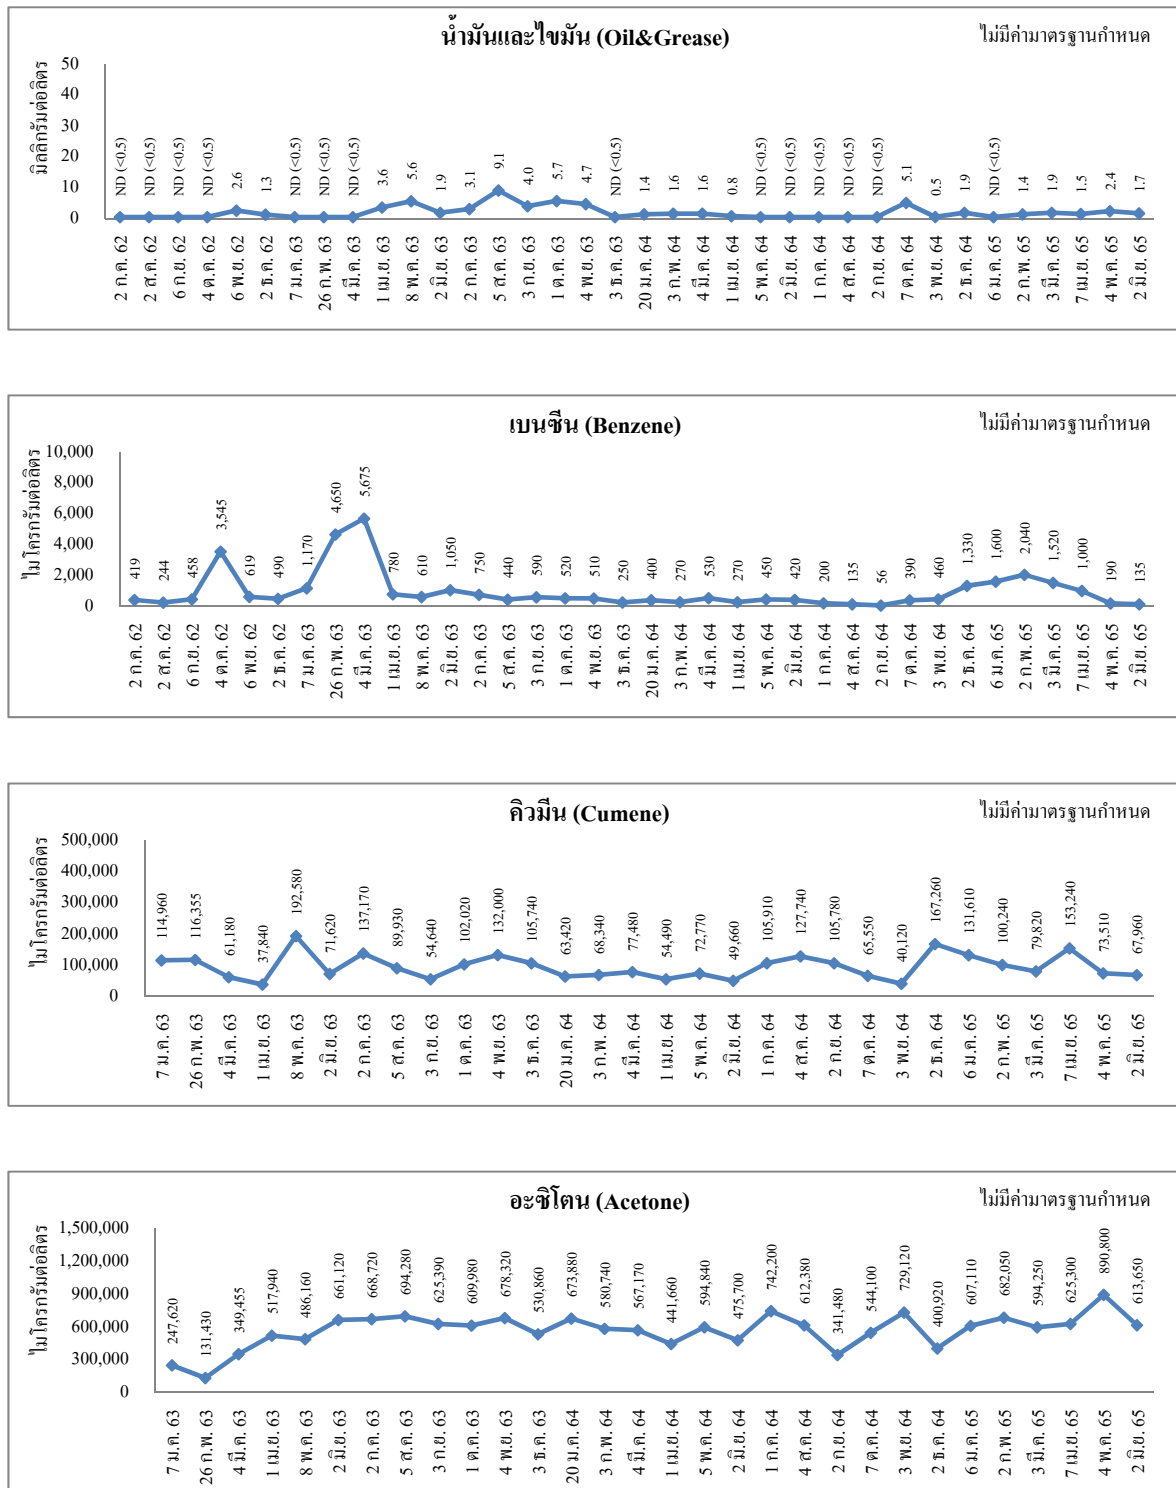 น้ำมันและไขมัน (Oil&Grease)
ไม่มีค่ามาตรฐานกำหนด
มิลลิกรัมต่อลิตร
50
40
30
20
10
0
ND (<0.5) ND (<0.5) ND (<0.5) ND (<0.5) 2.6 1.3 ND (<0.5) ND (<0.5) ND (<0.5) 3.6 5.6 1.9 3.1 9.1 4.0 5.7 4.7 ND (<0.5) 1.4 1.6 1.6 0.8 ND (<0.5) ND (<0.5) ND (<0.5) ND (<0.5) ND (<0.5) 5.1 0.5 1.9 ND (<0.5) 1.4 1.9 1.5 2.4 1.7
2 ก.ค. 62 2 ส.ค. 62 6 ก.ย. 62 4 ต.ค. 62 6 พ.ย. 62 2 ธ.ค. 62 7 ม.ค. 63 26 ก.พ. 63 4 มี.ค. 63 1 เม.ย. 63 8 พ.ค. 63 2 มิ.ย. 63 2 ก.ค. 63 5 ส.ค. 63 3 ก.ย. 63 1 ต.ค. 63 4 พ.ย. 63 3 ธ.ค. 63 20 ม.ค. 64 3 ก.พ. 64 4 มี.ค. 64 1 เม.ย. 64 5 พ.ค. 64 2 มิ.ย. 64 1 ก.ค. 64 4 ส.ค. 64 2 ก.ย. 64 7 ต.ค. 64 3 พ.ย. 64 2 ธ.ค. 64 6 ม.ค. 65 2 ก.พ. 65 3 มี.ค. 65 7 เม.ย. 65 4 พ.ค. 65 2 มิ.ย. 65
เบนซีน (Benzene)
ไม่มีค่ามาตรฐานกำหนด
ไมโครกรัมต่อลิตร
10,000
8,000
6,000
4,000
2,000
0
419 244 458 3,545 619 490 1,170 4,650 5,675 780 610 1,050 750 440 590 520 510 250 400 270 530 270 450 420 200 135 56 390 460 1,330 1,600 2,040 1,520 1,000 190 135
2 ก.ค. 62 2 ส.ค. 62 6 ก.ย. 62 4 ต.ค. 62 6 พ.ย. 62 2 ธ.ค. 62 7 ม.ค. 63 26 ก.พ. 63 4 มี.ค. 63 1 เม.ย. 63 8 พ.ค. 63 2 มิ.ย. 63 2 ก.ค. 63 5 ส.ค. 63 3 ก.ย. 63 1 ต.ค. 63 4 พ.ย. 63 3 ธ.ค. 63 20 ม.ค. 64 3 ก.พ. 64 4 มี.ค. 64 1 เม.ย. 64 5 พ.ค. 64 2 มิ.ย. 64 1 ก.ค. 64 4 ส.ค. 64 2 ก.ย. 64 7 ต.ค. 64 3 พ.ย. 64 2 ธ.ค. 64 6 ม.ค. 65 2 ก.พ. 65 3 มี.ค. 65 7 เม.ย. 65 4 พ.ค. 65 2 มิ.ย. 65
คิวมีน (Cumene)
ไม่มีค่ามาตรฐานกำหนด
ไมโครกรัมต่อลิตร
500,000
400,000
300,000
200,000
100,000
0
114,960 116,355 61,180 37,840 192,580 71,620 137,170 89,930 54,640 102,020 132,000 105,740 63,420 68,340 77,480 54,490 72,770 49,660 105,910 127,740 105,780 65,550 40,120 167,260 131,610 100,240 79,820 153,240 73,510 67,960
7 ม.ค. 63 26 ก.พ. 63 4 มี.ค. 63 1 เม.ย. 63 8 พ.ค. 63 2 มิ.ย. 63 2 ก.ค. 63 5 ส.ค. 63 3 ก.ย. 63 1 ต.ค. 63 4 พ.ย. 63 3 ธ.ค. 63 20 ม.ค. 64 3 ก.พ. 64 4 มี.ค. 64 1 เม.ย. 64 5 พ.ค. 64 2 มิ.ย. 64 1 ก.ค. 64 4 ส.ค. 64 2 ก.ย. 64 7 ต.ค. 64 3 พ.ย. 64 2 ธ.ค. 64 6 ม.ค. 65 2 ก.พ. 65 3 มี.ค. 65 7 เม.ย. 65 4 พ.ค. 65 2 มิ.ย. 65
อะซิโตน (Acetone)
ไม่มีค่ามาตรฐานกำหนด
ไมโครกรัมต่อลิตร
1,500,000
1,200,000
900,000
600,000
300,000
0
247,620 131,430 349,455 517,940 486,160 661,120 668,720 694,280 625,390 609,980 678,320 530,860 673,880 580,740 567,170 441,660 594,840 475,700 742,200 612,380 341,480 544,100 729,120 400,920 607,110 682,050 594,250 625,300 890,800 613,650
7 ม.ค. 63 26 ก.พ. 63 4 มี.ค. 63 1 เม.ย. 63 8 พ.ค. 63 2 มิ.ย. 63 2 ก.ค. 63 5 ส.ค. 63 3 ก.ย. 63 1 ต.ค. 63 4 พ.ย. 63 3 ธ.ค. 63 20 ม.ค. 64 3 ก.พ. 64 4 มี.ค. 64 1 เม.ย. 64 5 พ.ค. 64 2 มิ.ย. 64 1 ก.ค. 64 4 ส.ค. 64 2 ก.ย. 64 7 ต.ค. 64 3 พ.ย. 64 2 ธ.ค. 64 6 ม.ค. 65 2 ก.พ. 65 3 มี.ค. 65 7 เม.ย. 65 4 พ.ค. 65 2 มิ.ย. 65